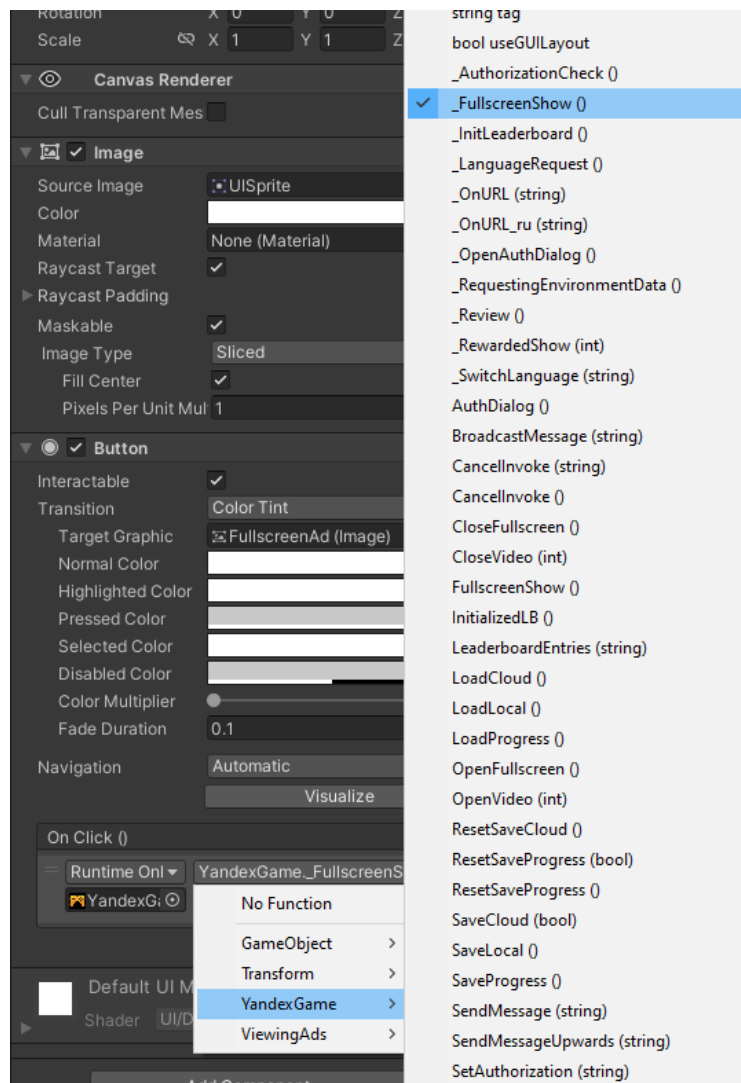 Rotation X 0 Y 0 Z
Scale X 1 Y 1 Z
Canvas Renderer
Cull Transparent Mes
Image
Source Image UISprite
Color
Material None (Material)
Raycast Target
Raycast Padding
Maskable
Image Type Sliced
Fill Center
Pixels Per Unit Mul 1
Button
Interactable
Transition Color Tint
Target Graphic FullscreenAd (Image)
Normal Color
Highlighted Color
Pressed Color
Selected Color
Disabled Color
Color Multiplier
Fade Duration 0.1
Navigation Automatic
Visualize
On Click ()
Runtime Onl YandexGame._FullscreenS
YandexG
No Function
GameObject
Transform
YandexGame
ViewingAds
Default UI M
Shader UI/D
Add Component
string tag
bool useGUILayout
_AuthorizationCheck ()
_FullscreenShow ()
_InitLeaderboard ()
_LanguageRequest ()
_OnURL (string)
_OnURL_ru (string)
_OpenAuthDialog ()
_RequestingEnvironmentData ()
_Review ()
_RewardedShow (int)
_SwitchLanguage (string)
AuthDialog ()
BroadcastMessage (string)
CancelInvoke (string)
CancelInvoke ()
CloseFullscreen ()
CloseVideo (int)
FullscreenShow ()
InitializedLB ()
LeaderboardEntries (string)
LoadCloud ()
LoadLocal ()
LoadProgress ()
OpenFullscreen ()
OpenVideo (int)
ResetSaveCloud ()
ResetSaveProgress (bool)
ResetSaveProgress ()
SaveCloud (bool)
SaveLocal ()
SaveProgress ()
SendMessage (string)
SendMessageUpwards (string)
SetAuthorization (string)